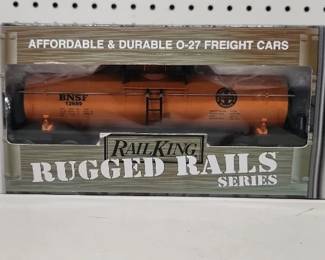 AFFORDABLE & DURABLE O-27 FREIGHT CARS
BNSF
RAILKING
RUGGED RAILS
SERIES